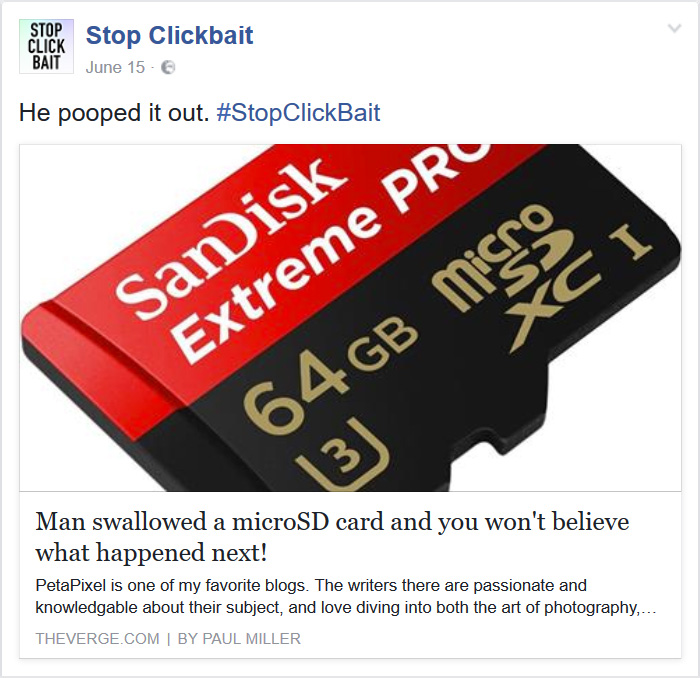 STOP
CLICK
BAIT
Stop Clickbait
June 15 ·
He pooped it out. #StopClickBait
SanDisk
Extreme PRO
64GB
micro
SD
XC I
3
Man swallowed a microSD card and you won't believe
what happened next!
PetaPixel is one of my favorite blogs. The writers there are passionate and
knowledgable about their subject, and love diving into both the art of photography,...
THEVERGE.COM | BY PAUL MILLER